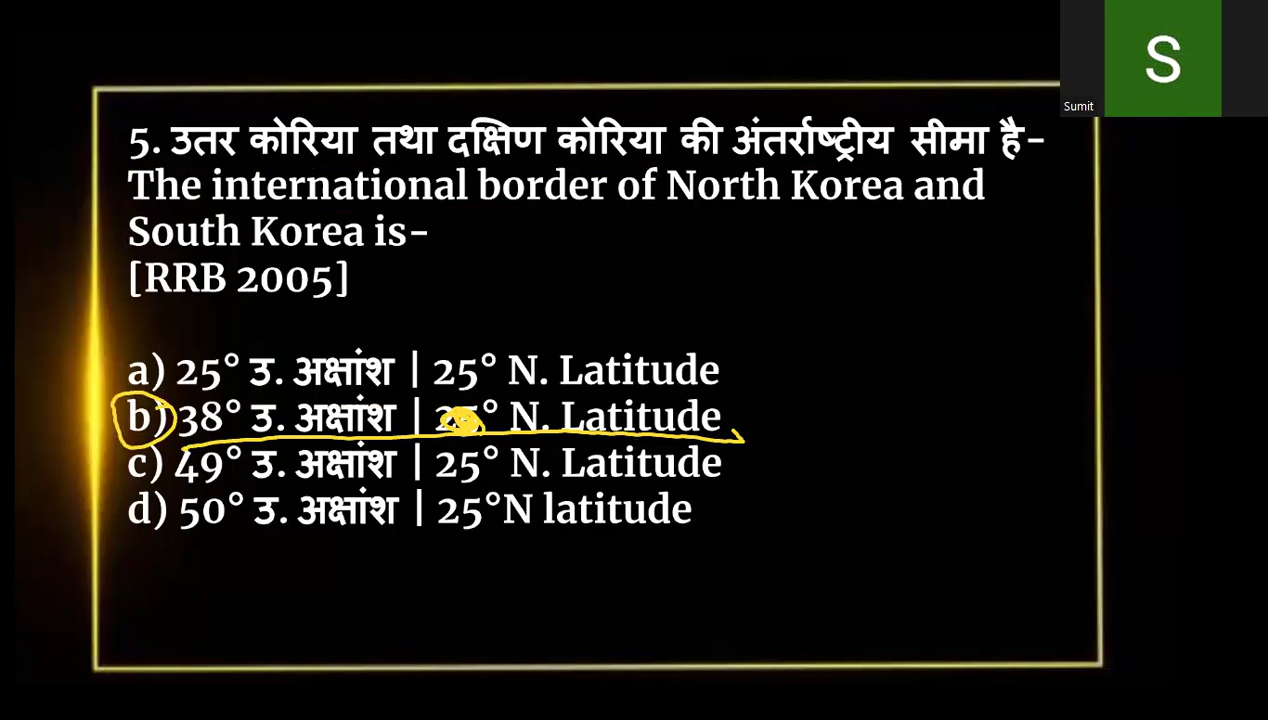 S
Sumit
5. उतर कोरिया तथा दक्षिण कोरिया की अंतर्राष्ट्रीय सीमा है-
The international border of North Korea and
South Korea is-
[RRB 2005]
a) 25° उ. अक्षांश | 25° N. Latitude
b) 38° उ. अक्षांश | 25° N. Latitude
c) 49° उ. अक्षांश | 25° N. Latitude
d) 50° उ. अक्षांश | 25°N latitude